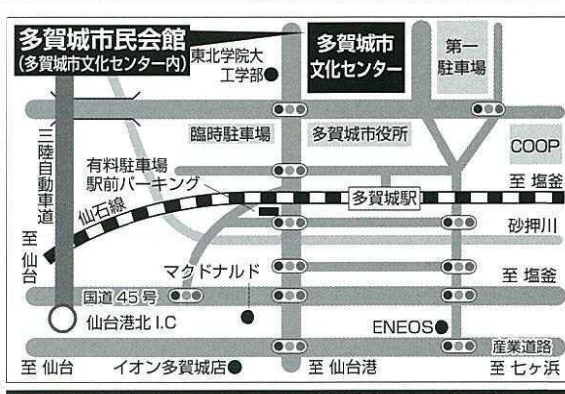 多賀城市民会館
(多賀城市文化センター内)
東北学院大
工学部
多賀城市
文化センター
第一
駐車場
臨時駐車場
多賀城市役所
COOP
三陸自動車道
有料駐車場
駅前パーキング
至 塩釜
仙石線
多賀城駅
砂押川
至 仙台
マクドナルド
至 塩釜
国道45号
仙台港北I.C
ENEOS
産業道路
至 仙台
イオン多賀城店
至 仙台港
至 七ヶ浜